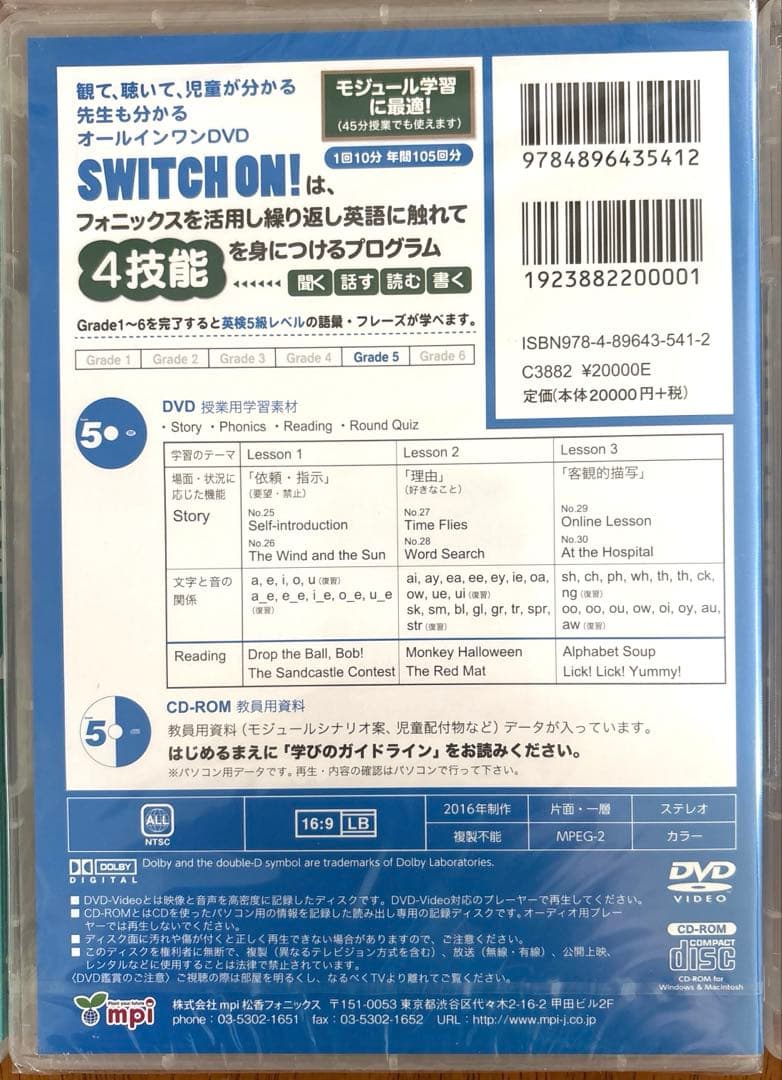 観て、聴いて、児童が分かる
先生も分かる
オールインワンDVD
モジュール学習
に最適!
(45分授業でも使えます)
1回10分 年間105回分
SWITCH ON!は、
フォニックスを活用し繰り返し英語に触れて
4技能を身につけるプログラム
聞く 話す 読む 書く
Grade1〜6を完了すると英検5級レベルの語彙・フレーズが学べます。
Grade 1 Grade 2 Grade 3 Grade 4 Grade 5 Grade 6
9784896435412
1923882200001
ISBN978-4-89643-541-2
C3882 ¥20000E
定価(本体20000円+税)
5
DVD 授業用学習素材
・Story ・Phonics ・Reading ・Round Quiz
学習のテーマ Lesson 1 Lesson 2 Lesson 3
場面・状況に
応じた機能
「依頼・指示」
(要望・禁止)
「理由」
(好きなこと)
「客観的描写」
Story
No.25
Self-introduction
No.26
The Wind and the Sun
No.27
Time Flies
No.28
Word Search
No.29
Online Lesson
No.30
At the Hospital
文字と音の
関係
a, e, i, o, u (復習)
a_e, e_e, i_e, o_e, u_e
(復習)
ai, ay, ea, ee, ey, ie, oa,
ow, ue, ui (復習)
sk, sm, bl, gl, gr, tr, spr,
str (復習)
sh, ch, ph, wh, th, th, ck,
ng (復習)
oo, oo, ou, ow, oi, oy, au,
aw (復習)
Reading
Drop the Ball, Bob!
The Sandcastle Contest
Monkey Halloween
The Red Mat
Alphabet Soup
Lick! Lick! Yummy!
5
CD-ROM 教員用資料
教員用資料(モジュールシナリオ案、児童配付物など)データが入っています。
はじめるまえに「学びのガイドライン」をお読みください。
※パソコン用データです。再生・内容の確認はパソコンで行って下さい。
ALL
NTSC
16:9 LB
2016年制作 片面・一層 ステレオ
複製不能 MPEG-2 カラー
DOLBY
DIGITAL
Dolby and the double-D symbol are trademarks of Dolby Laboratories.
DVD
VIDEO
■ DVD-Videoとは映像と音声を高密度に記録したディスクです。DVD-Video対応のプレーヤーで再生してください。
■ CD-ROMとはCDを使ったパソコン用の情報を記録した読み出し専用の記録ディスクです。オーディオ用プレー
ヤーでは再生しないでください。
■ ディスク面に汚れや傷が付くと正しく再生できない場合がありますので、ご注意ください。
■ このディスクを権利者に無断で、複製(異なるテレビジョン方式を含む)、放送(無線・有線)、公開上映、
レンタルなどに使用することは法律で禁止されています。
〈DVD鑑賞のご注意〉ご視聴の際は部屋を明るくし、なるべくTVより離れてご覧ください。
CD-ROM
COMPACT
disc
CD-ROM for
Windows & Macintosh
mpi
株式会社 mpi 松香フォニックス 〒151-0053 東京都渋谷区代々木2-16-2 甲田ビル2F
phone：03-5302-1651 fax：03-5302-1652 URL：http://www.mpi-j.co.jp